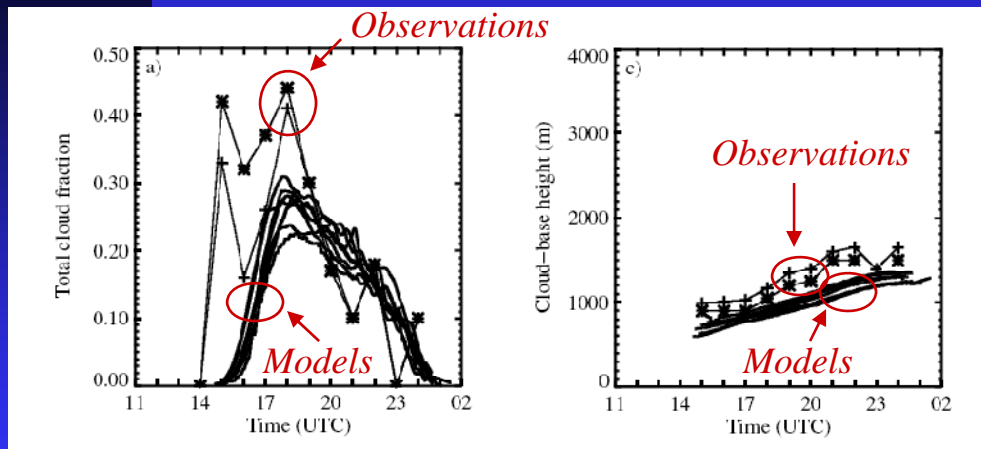 Observations
a)
0.50
0.40
0.30
0.20
0.10
0.00
Total cloud fraction
Models
11 14 17 20 23 02
Time (UTC)
c)
4000
3000
2000
1000
0
Cloud-base height (m)
Observations
Models
11 14 17 20 23 02
Time (UTC)